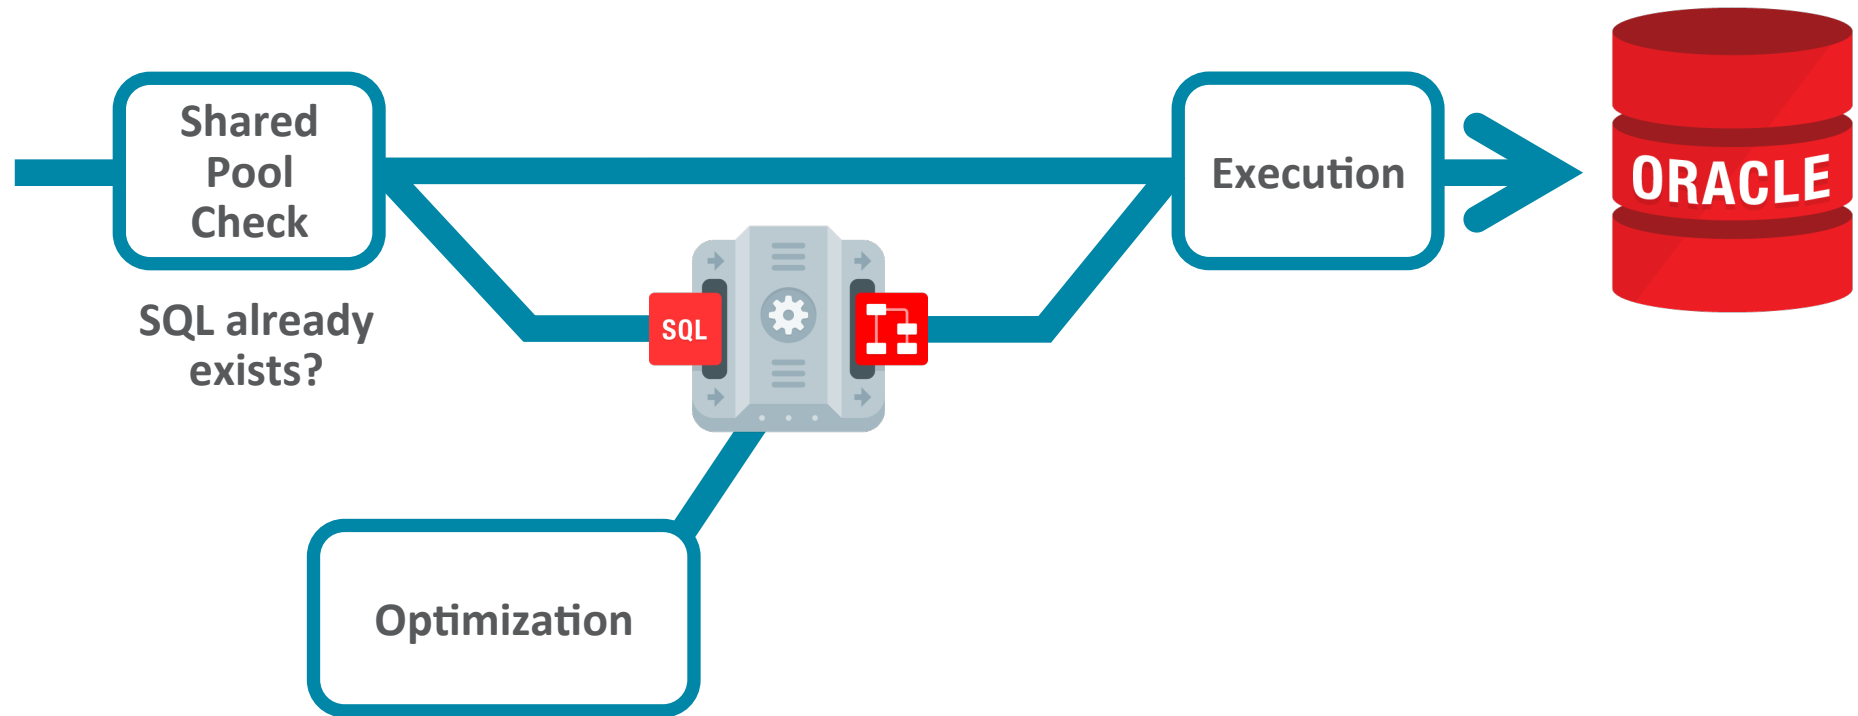 Shared
Pool
Check
SQL already
exists?
SQL
Execution
ORACLE
Optimization